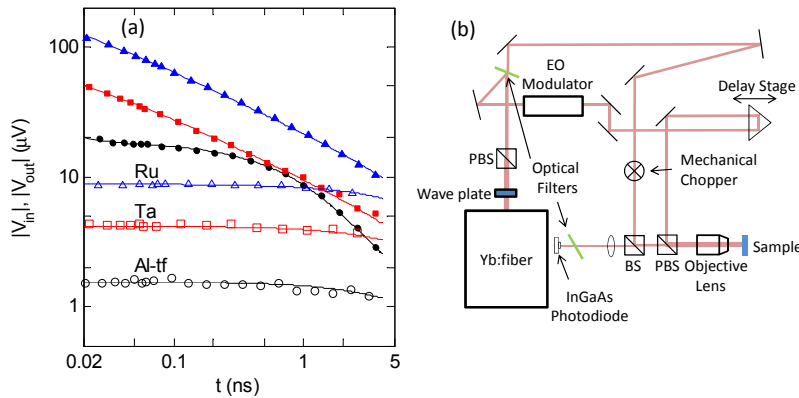 (a)
100
10
1
|V_in|, |V_out| (μV)
Ru
Ta
Al-tf
0.02
0.1
1
5
t (ns)
(b)
EO
Modulator
Delay Stage
PBS
Optical
Filters
Mechanical
Chopper
Wave plate
Yb:fiber
InGaAs
Photodiode
BS
PBS
Objective
Lens
Sample